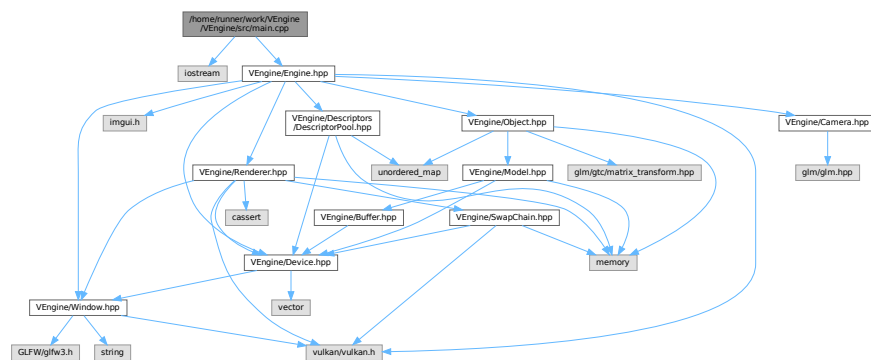 /home/runner/work/VEngine
/VEngine/src/main.cpp
iostream
VEngine/Engine.hpp
imgui.h
VEngine/Descriptors
/DescriptorPool.hpp
VEngine/Object.hpp
VEngine/Camera.hpp
VEngine/Renderer.hpp
unordered_map
VEngine/Model.hpp
glm/gtc/matrix_transform.hpp
glm/glm.hpp
cassert
VEngine/Buffer.hpp
VEngine/SwapChain.hpp
VEngine/Device.hpp
memory
VEngine/Window.hpp
vector
GLFW/glfw3.h
string
vulkan/vulkan.h